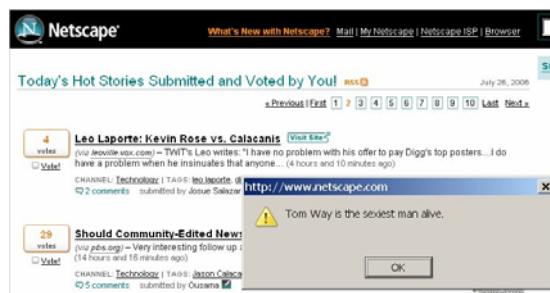 Netscape®
What's New with Netscape? Mail | My Netscape | Netscape ISP | Browser
Today's Hot Stories Submitted and Voted by You! RSS
July 26, 2006
« Previous | First 1 2 3 4 5 6 7 8 9 10 Last Next »
4 votes
Vote!
Leo Laporte: Kevin Rose vs. Calacanis Visit Site
(via leoville.vox.com) – TWIT's Leo writes: "I have no problem with his offer to pay Digg's top posters...I do
have a problem when he insinuates that anyone... (4 hours and 10 minutes ago)
CHANNEL: Technology | TAGS: leo laporte,
2 comments submitted by Josue Salazar
http://www.netscape.com
Tom Way is the sexiest man alive.
OK
29 votes
Vote!
Should Community-Edited News
(via pbs.org) – Very interesting follow up
(14 hours and 16 minutes ago)
CHANNEL: Technology | TAGS: Jason Calaca
5 comments submitted by Ousama